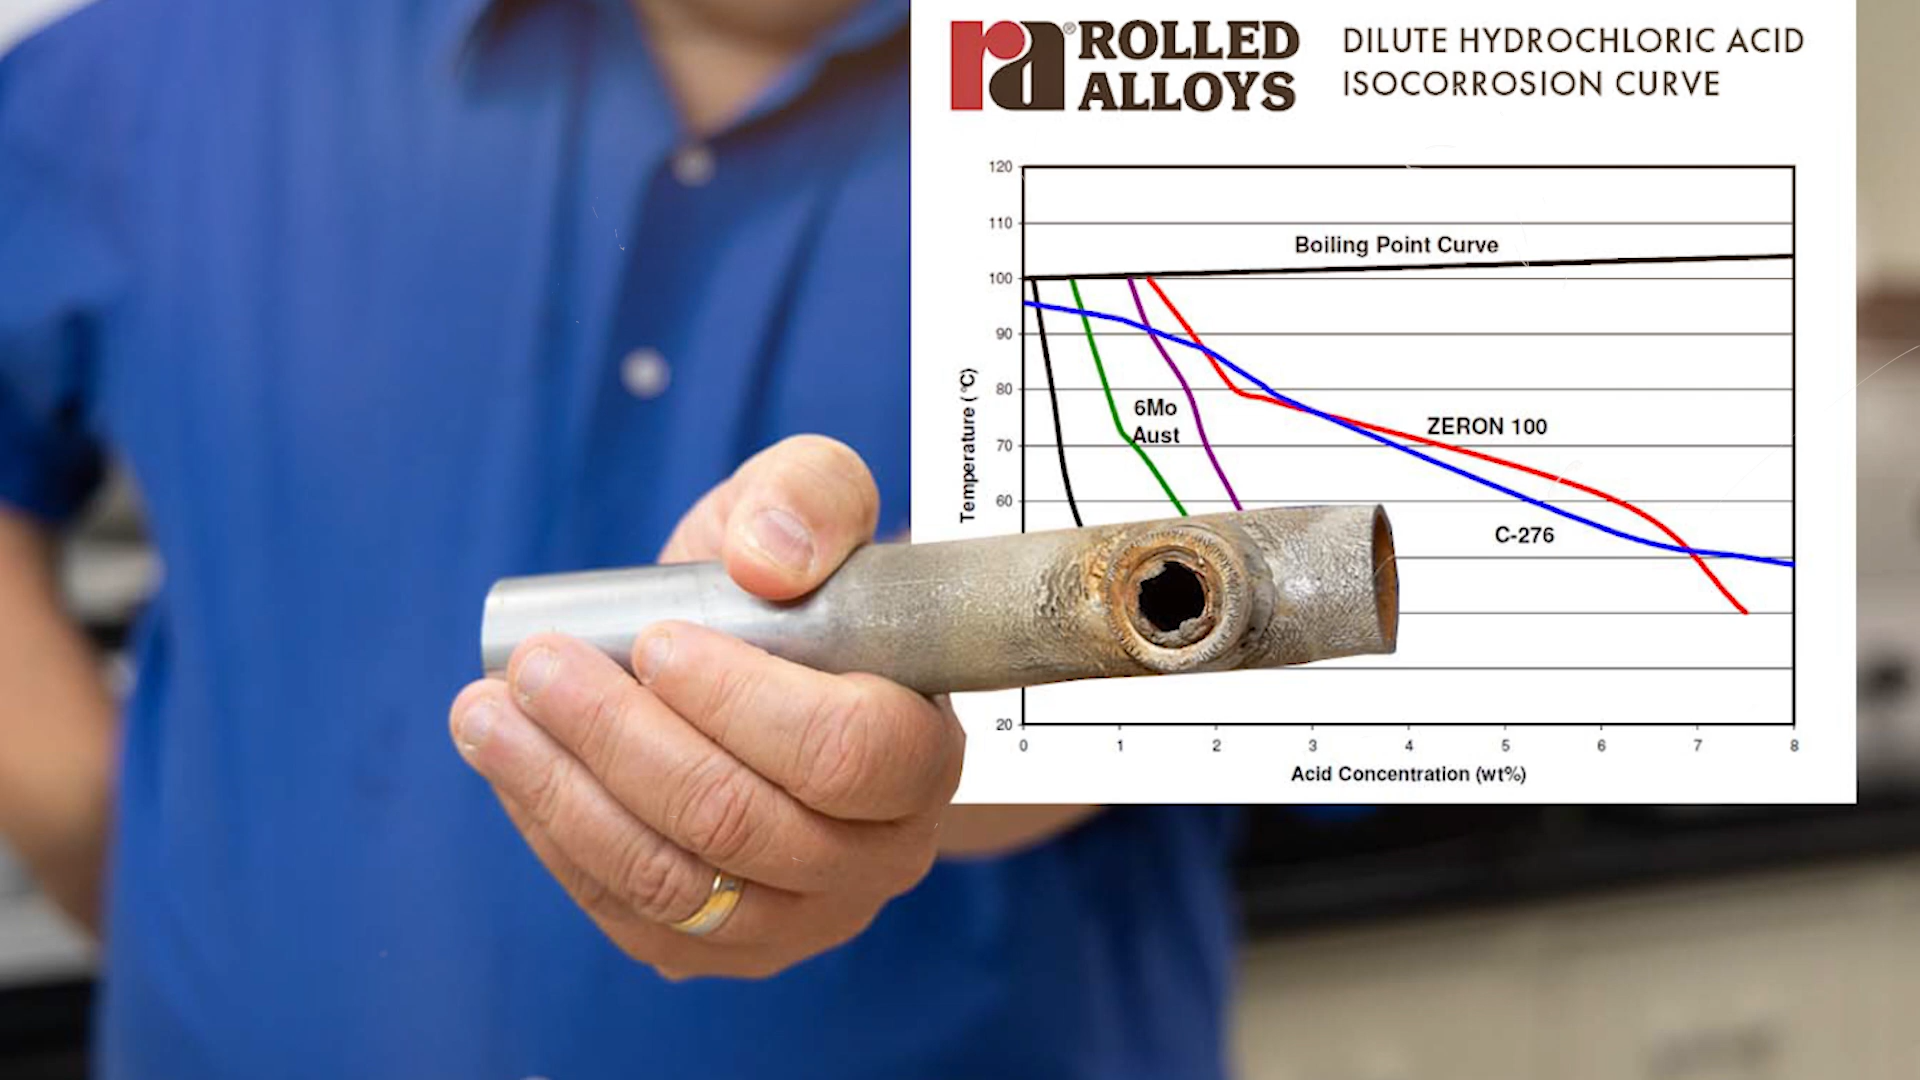 ra® ROLLED
ALLOYS
DILUTE HYDROCHLORIC ACID
ISOCORROSION CURVE
120
110
Boiling Point Curve
100
90
80
6Mo
Aust
ZERON 100
70
60
C-276
20
0 1 2 3 4 5 6 7 8
Temperature (°C)
Acid Concentration (wt%)